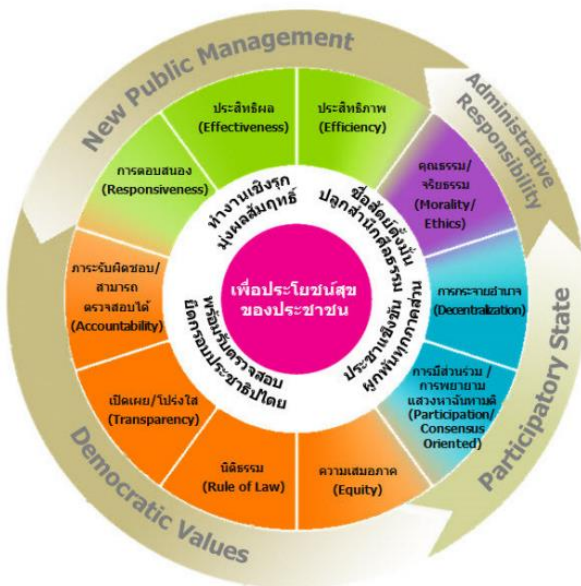 New Public Management
Administrative
Responsibility
Participatory State
Democratic Values
ประสิทธิผล
(Effectiveness)
ประสิทธิภาพ
(Efficiency)
คุณธรรม/
จริยธรรม
(Morality/
Ethics)
การกระจายอำนาจ
(Decentralization)
การมีส่วนร่วม /
การพยายาม
แสวงหาฉันทามติ
(Participation/
Consensus
Oriented)
ความเสมอภาค
(Equity)
นิติธรรม
(Rule of Law)
เปิดเผย/โปร่งใส
(Transparency)
ภาระรับผิดชอบ/
สามารถ
ตรวจสอบได้
(Accountability)
การตอบสนอง
(Responsiveness)
ทำงานเชิงรุก
มุ่งผลสัมฤทธิ์
ซื่อสัตย์ตั้งมั่น
ปลูกสำนึกศีลธรรม
ประชาแข็งขัน
ผูกพันทุกภาคส่วน
พร้อมรับตรวจสอบ
ยึดกรอบประชาธิปไตย
เพื่อประโยชน์สุข
ของประชาชน